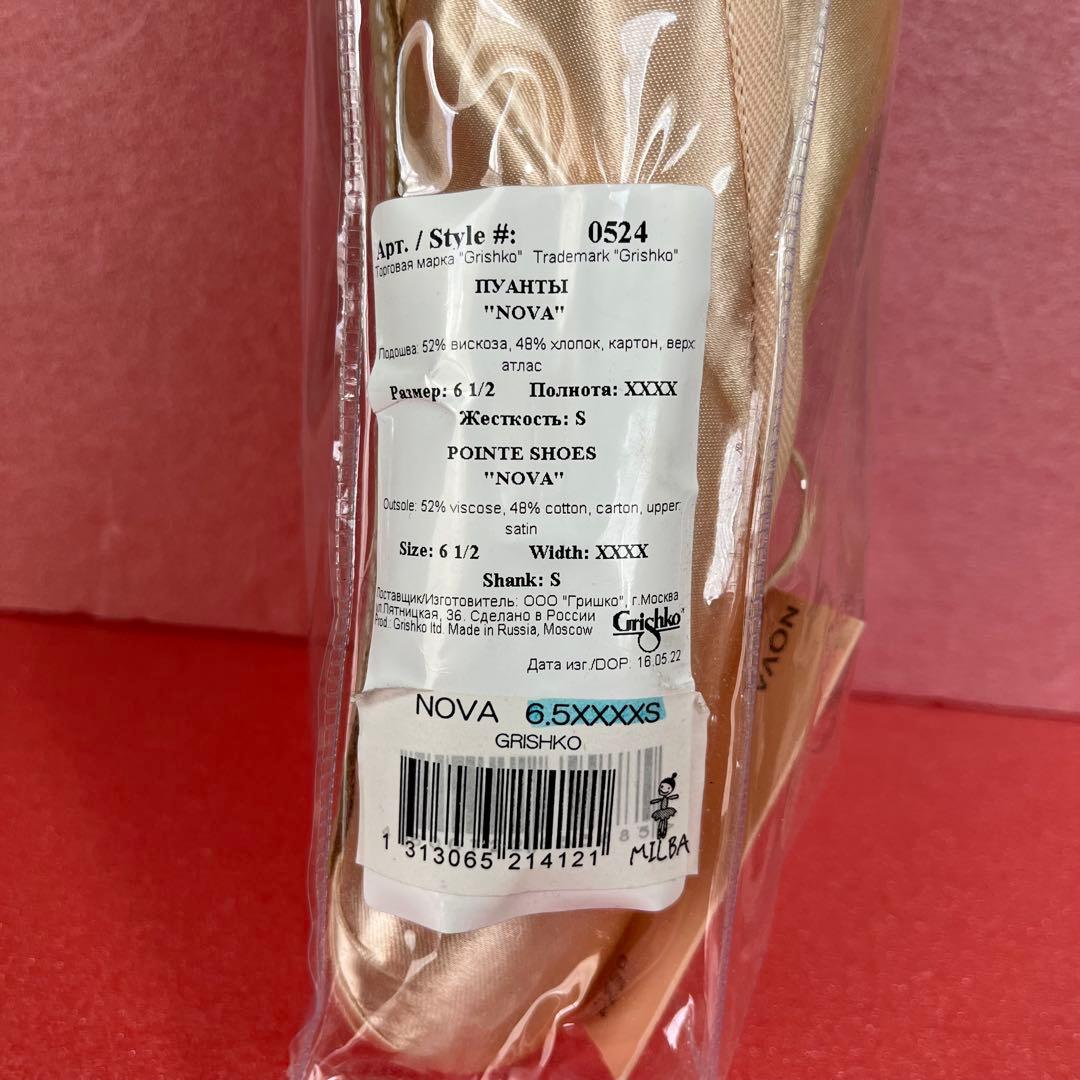 Арт. / Style #: 0524
Торговая марка "Grishko" Trademark "Grishko"
ПУАНТЫ
"NOVA"
Подошва: 52% вискоза, 48% хлопок, картон, верх:
атлас
Размер: 6 1/2 Полнота: XXXX
Жесткость: S
POINTE SHOES
"NOVA"
Outsole: 52% viscose, 48% cotton, carton, upper:
satin
Size: 6 1/2 Width: XXXX
Shank: S
Поставщик/Изготовитель: ООО "Гришко", г.Москва
ул.Пятницкая, 36. Сделано в России
Prod.: Grishko ltd. Made in Russia, Moscow
Grishko
Дата изг./DOP: 16.05.22
NOVA 6.5XXXXS
GRISHKO
1 313065 214121
MILBA
NOVA